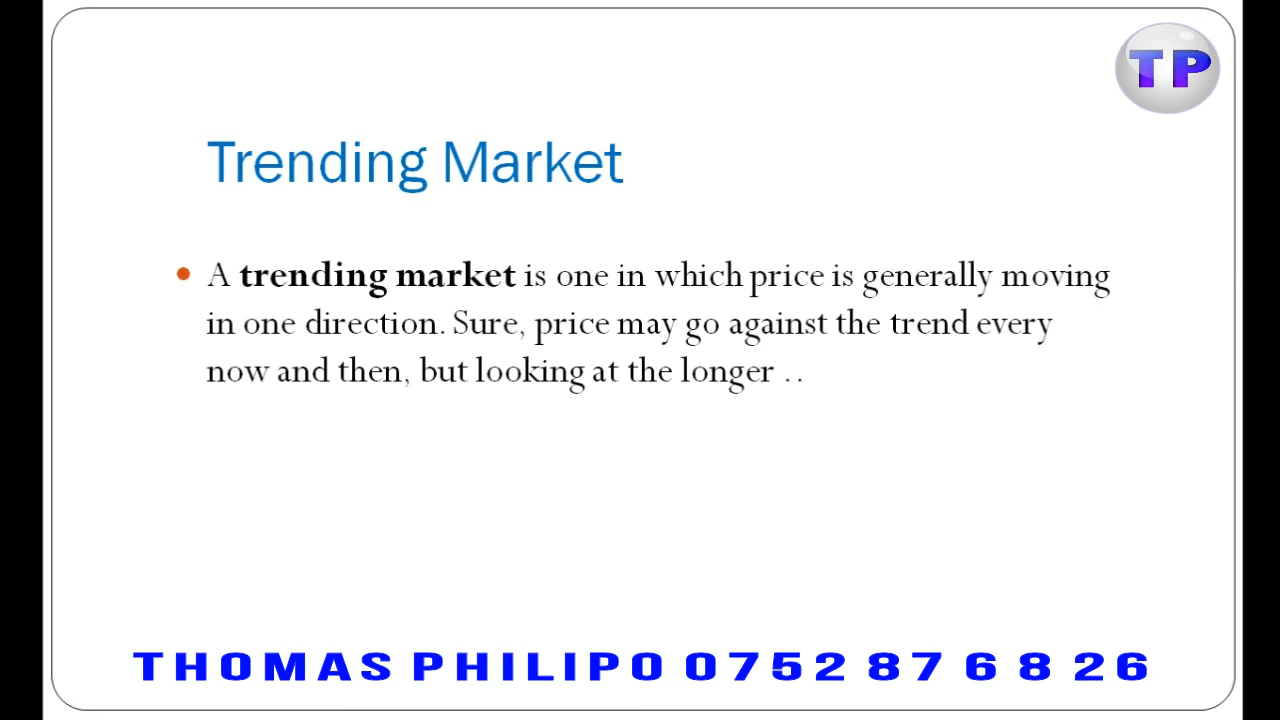 TP
Trending Market
• A trending market is one in which price is generally moving
in one direction. Sure, price may go against the trend every
now and then, but looking at the longer ..
THOMAS PHILIPO 0752 87 6 8 26